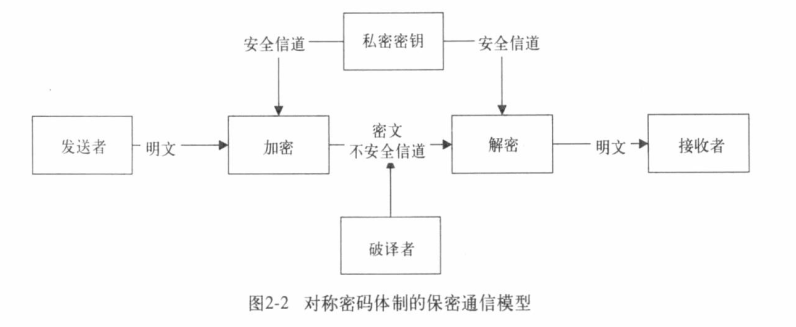 安全信道
私密密钥
安全信道
发送者
明文
加密
密文
不安全信道
解密
明文
接收者
破译者
图2-2 对称密码体制的保密通信模型